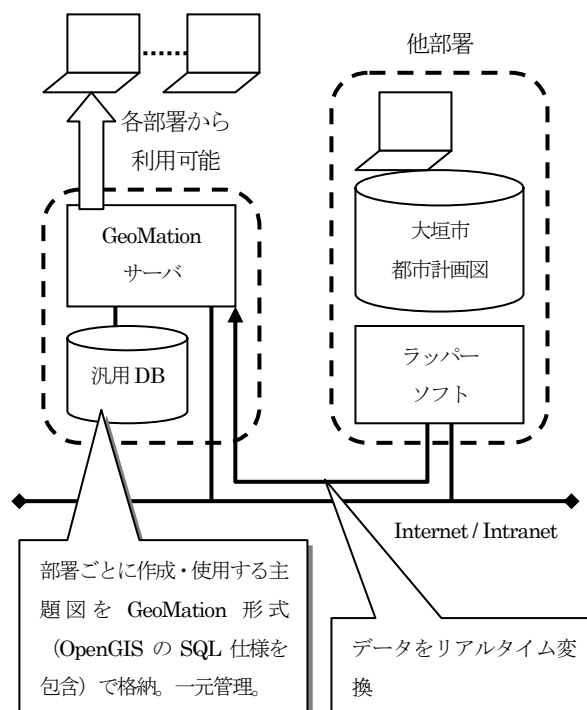 他部署
各部署から
利用可能
GeoMation
サーバ
大垣市
都市計画図
汎用 DB
ラッパー
ソフト
Internet / Intranet
部署ごとに作成・使用する主
題図を GeoMation 形式
（OpenGIS の SQL 仕様を
包含）で格納。一元管理。
データをリアルタイム変
換